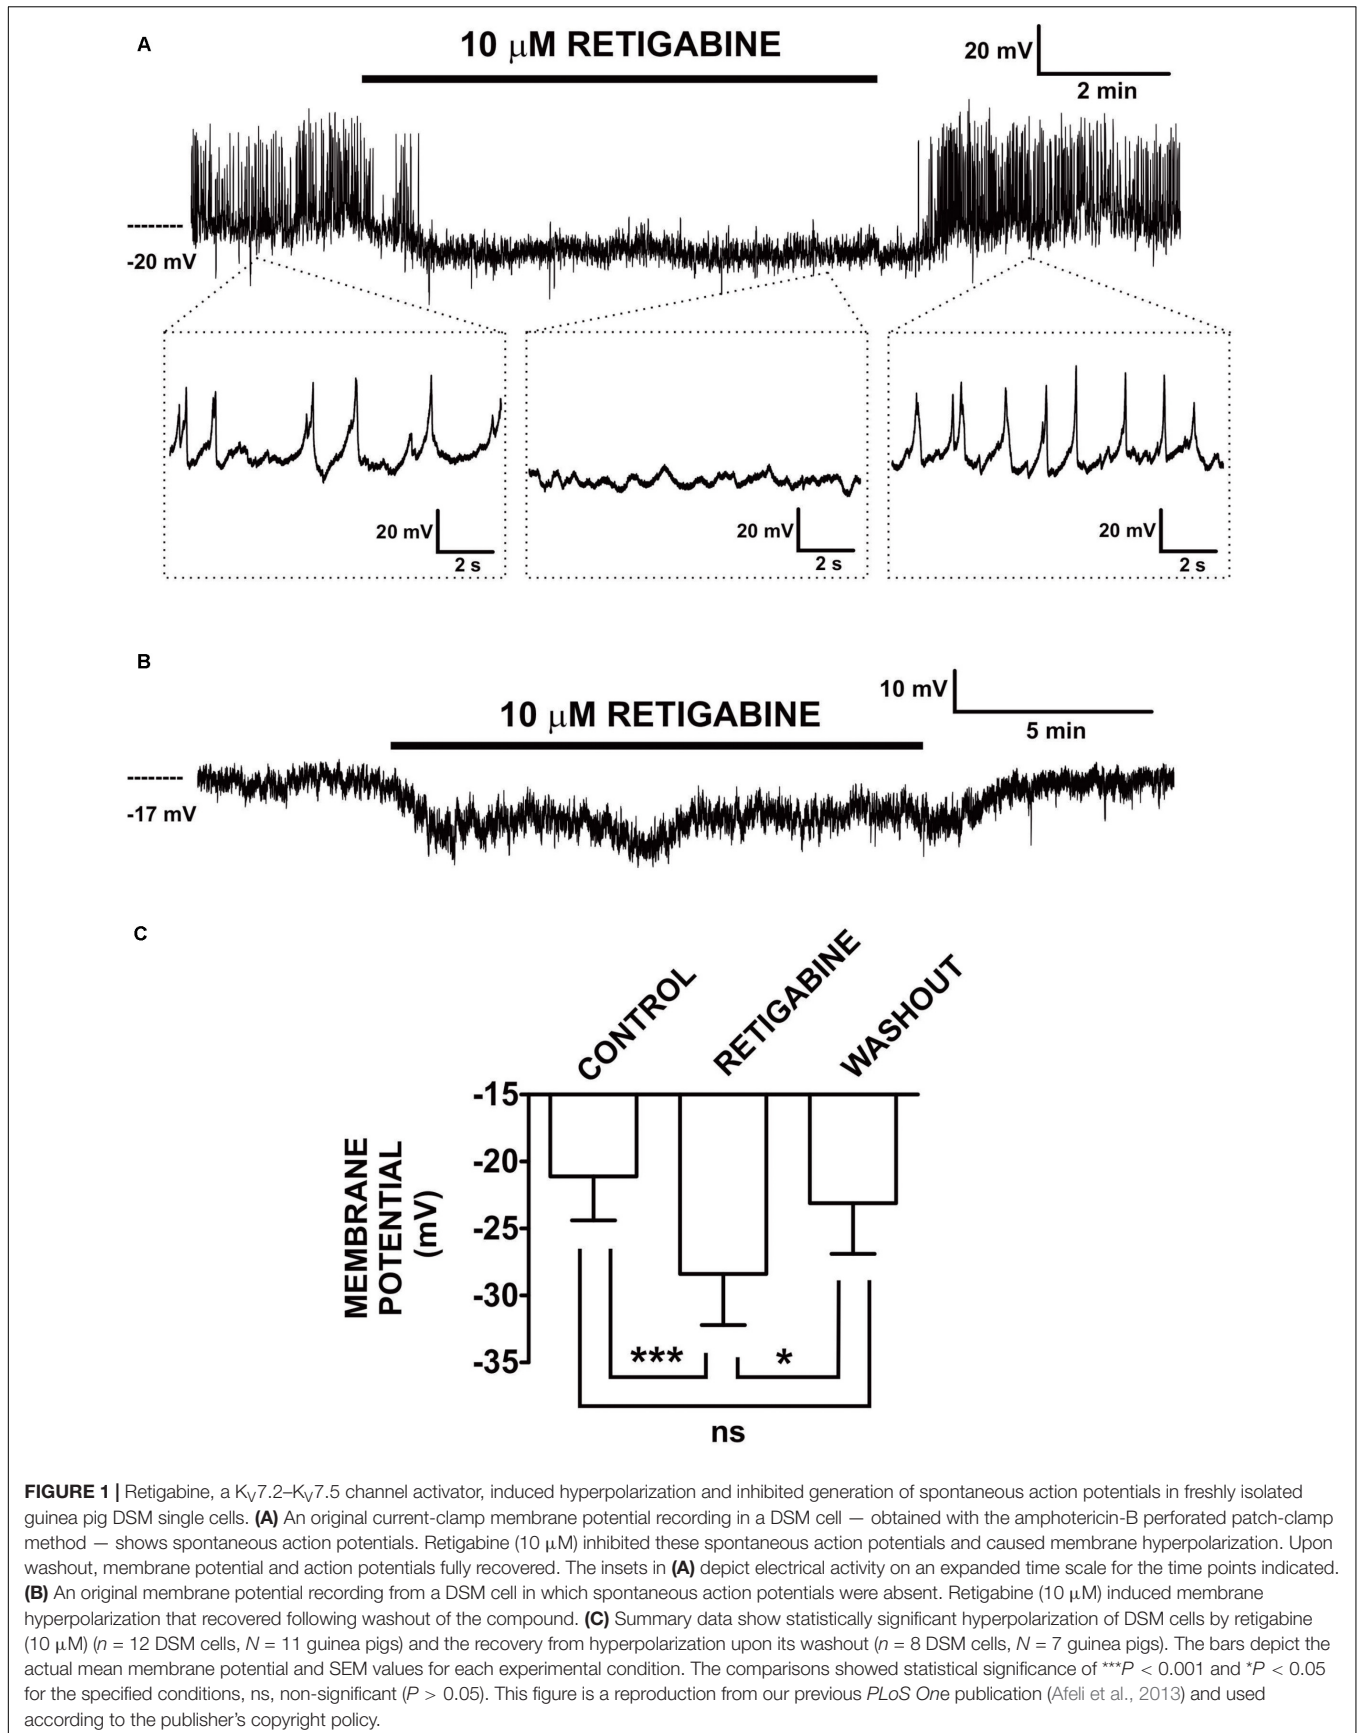 A
10 μM RETIGABINE
20 mV
2 min
-20 mV
20 mV
2 s
20 mV
2 s
20 mV
2 s
B
10 μM RETIGABINE
10 mV
5 min
-17 mV
C
CONTROL
RETIGABINE
WASHOUT
MEMBRANE
POTENTIAL
(mV)
-15
-20
-25
-30
-35
***
*
ns
FIGURE 1 | Retigabine, a KV7.2–KV7.5 channel activator, induced hyperpolarization and inhibited generation of spontaneous action potentials in freshly isolated
guinea pig DSM single cells. (A) An original current-clamp membrane potential recording in a DSM cell — obtained with the amphotericin-B perforated patch-clamp
method — shows spontaneous action potentials. Retigabine (10 μM) inhibited these spontaneous action potentials and caused membrane hyperpolarization. Upon
washout, membrane potential and action potentials fully recovered. The insets in (A) depict electrical activity on an expanded time scale for the time points indicated.
(B) An original membrane potential recording from a DSM cell in which spontaneous action potentials were absent. Retigabine (10 μM) induced membrane
hyperpolarization that recovered following washout of the compound. (C) Summary data show statistically significant hyperpolarization of DSM cells by retigabine
(10 μM) (n = 12 DSM cells, N = 11 guinea pigs) and the recovery from hyperpolarization upon its washout (n = 8 DSM cells, N = 7 guinea pigs). The bars depict the
actual mean membrane potential and SEM values for each experimental condition. The comparisons showed statistical significance of ***P < 0.001 and *P < 0.05
for the specified conditions, ns, non-significant (P > 0.05). This figure is a reproduction from our previous PLoS One publication (Afeli et al., 2013) and used
according to the publisher's copyright policy.